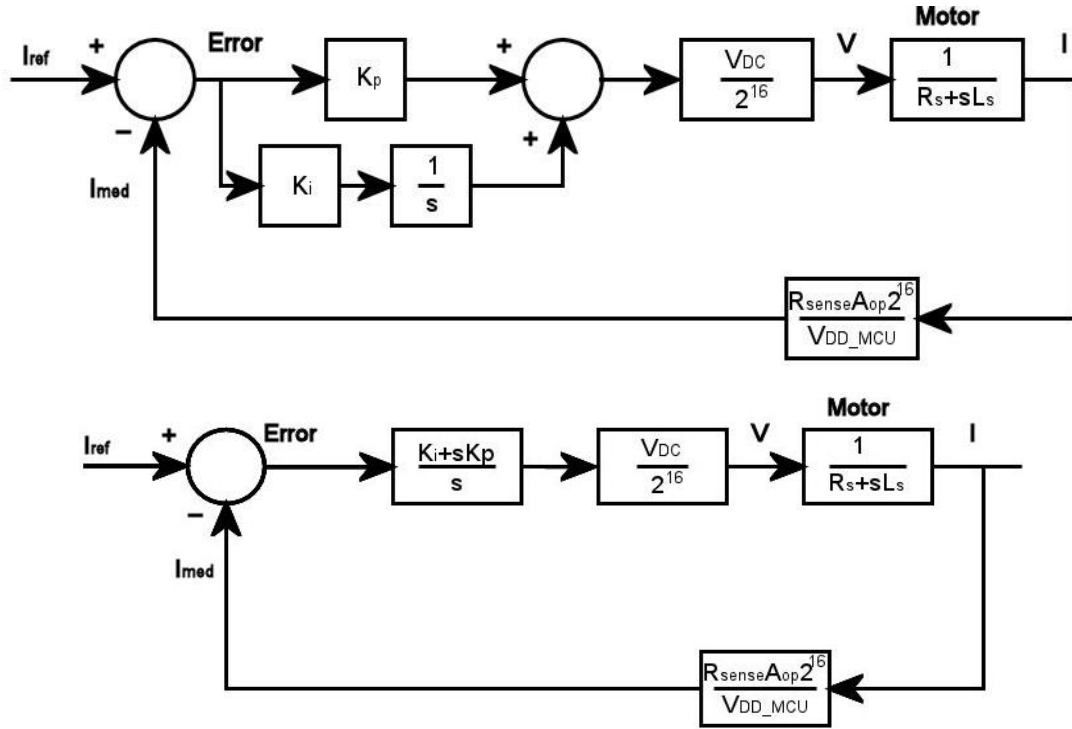 Motor
Iref + Error + V I
Kp
VDC
2^16
1
Rs+sLs
− +
Imed
Ki
1
s
RsenseAop2^16
VDD_MCU
Motor
Iref + Error V I
Ki+sKp
s
VDC
2^16
1
Rs+sLs
−
Imed
RsenseAop2^16
VDD_MCU